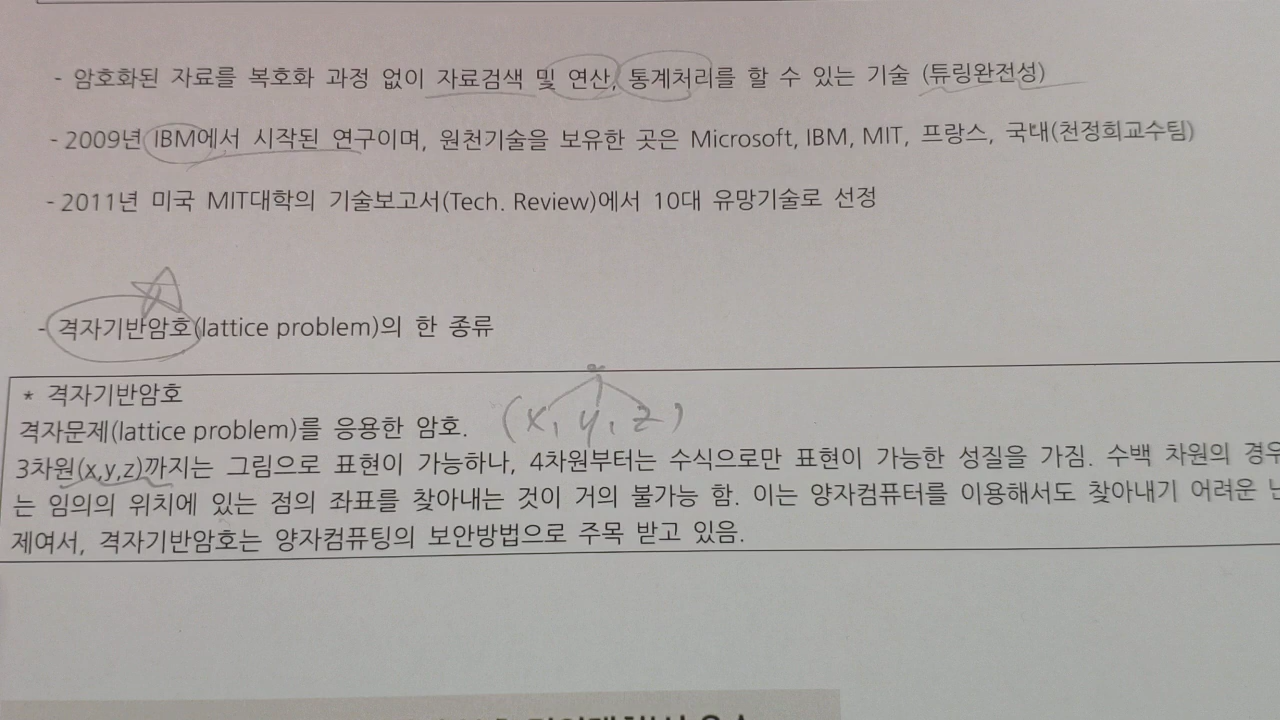 - 암호화된 자료를 복호화 과정 없이 자료검색 및 연산, 통계처리를 할 수 있는 기술 (튜링완전성)
- 2009년 IBM에서 시작된 연구이며, 원천기술을 보유한 곳은 Microsoft, IBM, MIT, 프랑스, 국내(천정희교수팀)
- 2011년 미국 MIT대학의 기술보고서(Tech. Review)에서 10대 유망기술로 선정
- 격자기반암호(lattice problem)의 한 종류
* 격자기반암호
격자문제(lattice problem)를 응용한 암호. (x, y, z)
3차원(x,y,z)까지는 그림으로 표현이 가능하나, 4차원부터는 수식으로만 표현이 가능한 성질을 가짐. 수백 차원의 경우
는 임의의 위치에 있는 점의 좌표를 찾아내는 것이 거의 불가능 함. 이는 양자컴퓨터를 이용해서도 찾아내기 어려운
제여서, 격자기반암호는 양자컴퓨팅의 보안방법으로 주목 받고 있음.